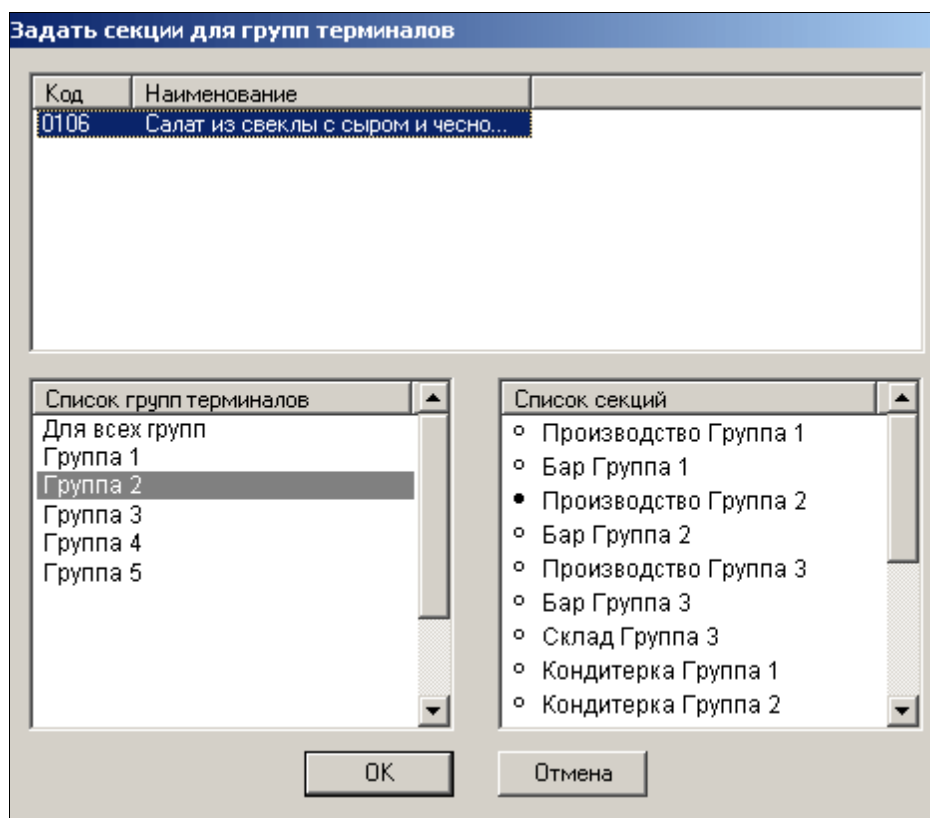 Задать секции для групп терминалов
Код Наименование
0106 Салат из свеклы с сыром и чесно...
Список групп терминалов
Для всех групп
Группа 1
Группа 2
Группа 3
Группа 4
Группа 5
Список секций
Производство Группа 1
Бар Группа 1
Производство Группа 2
Бар Группа 2
Производство Группа 3
Бар Группа 3
Склад Группа 3
Кондитерка Группа 1
Кондитерка Группа 2
OK Отмена